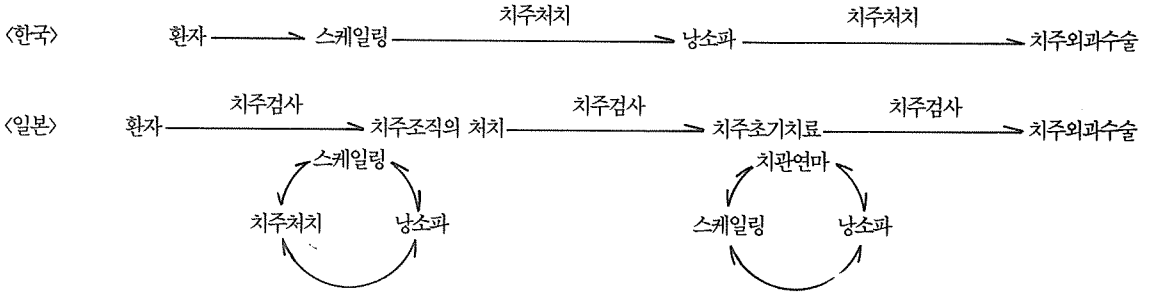 치주처치 치주처치
<한국> 환자 스케일링 낭소파 치주외과수술
치주검사 치주검사 치주검사
<일본> 환자 치주조직의 처치 치주초기치료 치주외과수술
스케일링 치관연마
치주처치 낭소파 스케일링 낭소파